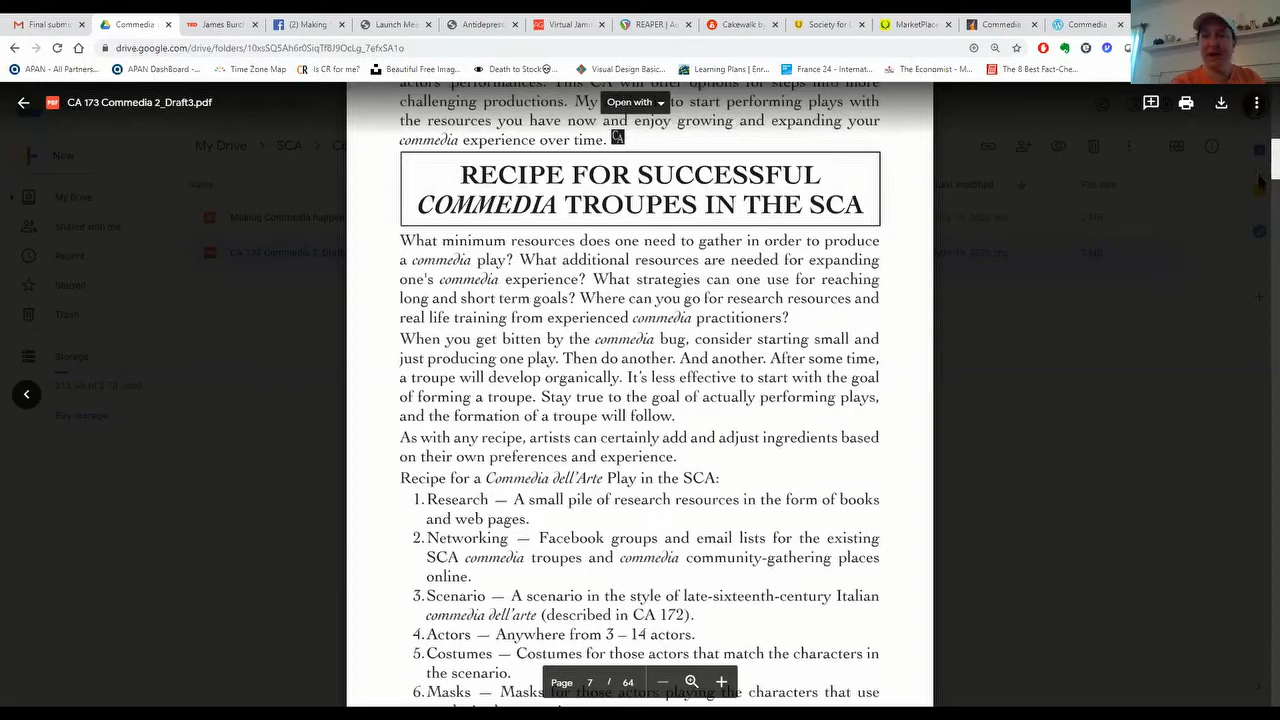 Final submis
Commedia
James Burch
(2) Making
Launch Mee
Antidepress
Virtual Jam
REAPER | Au
Cakewalk by
Society for C
MarketPlace
Commedia
Commedia
drive.google.com/drive/folders/10xsSQ5Ah6r0SiqTf8J9OcLg_7efxSA1o
APAN - All Partners...
APAN DashBoard -...
Time Zone Map
Is CR for me?
Beautiful Free Imag...
Death to Stock
Visual Design Basic...
Learning Plans | Enr...
France 24 - Internat...
The Economist - M...
The 8 Best Fact-Che...
CA 173 Commedia 2_Draft3.pdf
Open with
New
My Drive
SCA
Name
Last modified
File size
My Drive
Shared with me
Recent
Starred
Trash
Storage
Buy storage
Making Commedia happen
CA 173 Commedia 2_Draft
actors' performances. This CA will offer options for steps into more
challenging productions. My to start performing plays with
the resources you have now and enjoy growing and expanding your
commedia experience over time. CA
RECIPE FOR SUCCESSFUL
COMMEDIA TROUPES IN THE SCA
What minimum resources does one need to gather in order to produce
a commedia play? What additional resources are needed for expanding
one's commedia experience? What strategies can one use for reaching
long and short term goals? Where can you go for research resources and
real life training from experienced commedia practitioners?
When you get bitten by the commedia bug, consider starting small and
just producing one play. Then do another. And another. After some time,
a troupe will develop organically. It's less effective to start with the goal
of forming a troupe. Stay true to the goal of actually performing plays,
and the formation of a troupe will follow.
As with any recipe, artists can certainly add and adjust ingredients based
on their own preferences and experience.
Recipe for a Commedia dell'Arte Play in the SCA:
1. Research — A small pile of research resources in the form of books
and web pages.
2. Networking — Facebook groups and email lists for the existing
SCA commedia troupes and commedia community-gathering places
online.
3. Scenario — A scenario in the style of late-sixteenth-century Italian
commedia dell'arte (described in CA 172).
4. Actors — Anywhere from 3 – 14 actors.
5. Costumes — Costumes for those actors that match the characters in
the scenario.
6. Masks — Masks for those actors playing the characters that use
Page 7 / 64